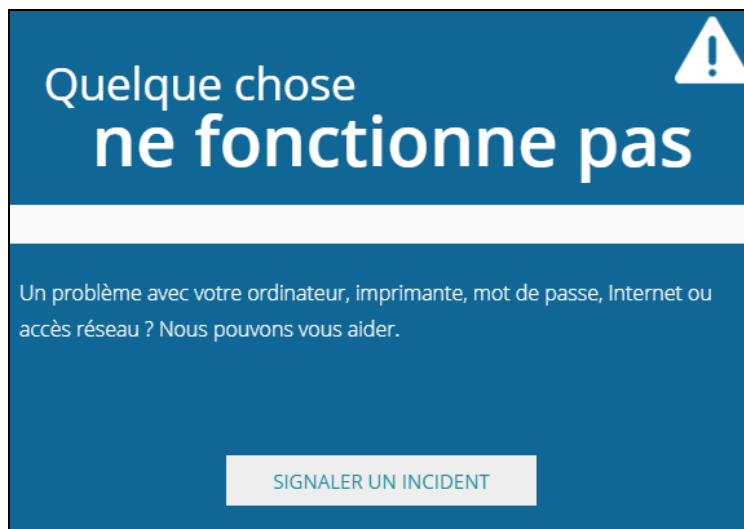 Quelque chose
ne fonctionne pas
Un problème avec votre ordinateur, imprimante, mot de passe, Internet ou
accès réseau ? Nous pouvons vous aider.
SIGNALER UN INCIDENT